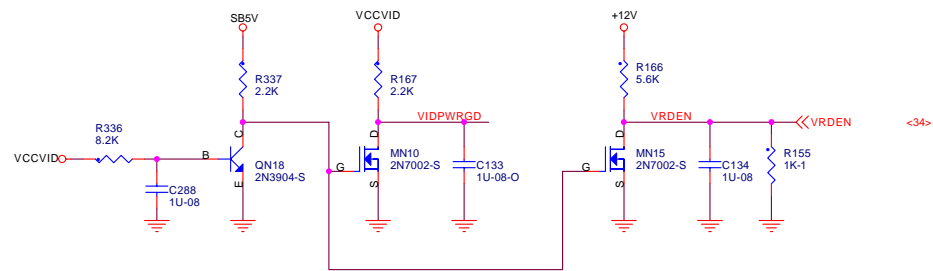 SB5V
VCCVID
+12V
R337
2.2K
R167
2.2K
R166
5.6K
VIDPWRGD
VRDEN
VRDEN
<34>
R336
8.2K
VCCVID
B
C
E
QN18
2N3904-S
C288
1U-08
G
D
S
MN10
2N7002-S
C133
1U-08-O
G
D
S
MN15
2N7002-S
C134
1U-08
R155
1K-1